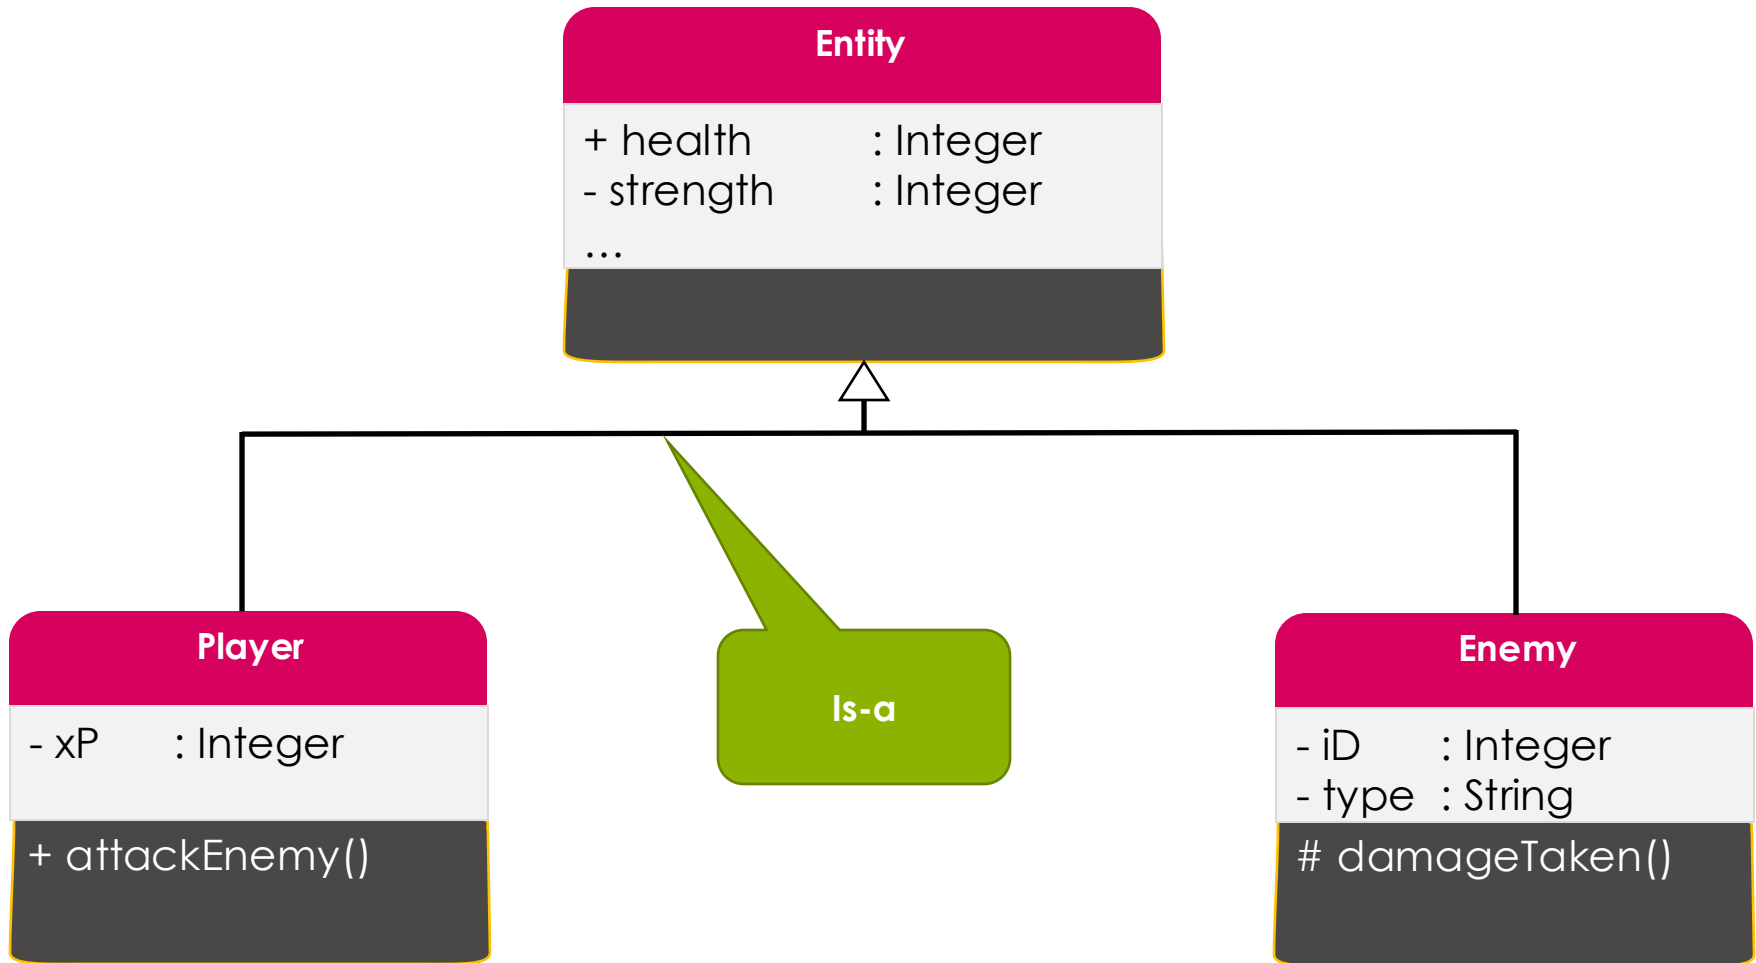 Entity
+ health : Integer
- strength : Integer
...
Player
- xP : Integer
+ attackEnemy()
Is-a
Enemy
- iD : Integer
- type : String
# damageTaken()